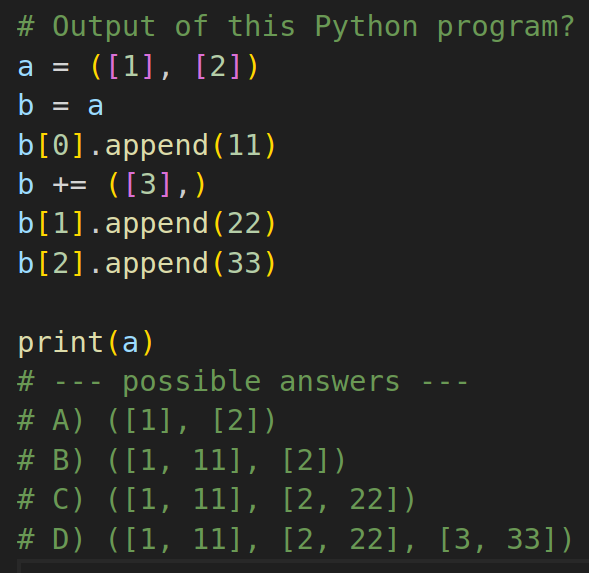 # Output of this Python program?
a = ([1], [2])
b = a
b[0].append(11)
b += ([3],)
b[1].append(22)
b[2].append(33)
print(a)
# --- possible answers ---
# A) ([1], [2])
# B) ([1, 11], [2])
# C) ([1, 11], [2, 22])
# D) ([1, 11], [2, 22], [3, 33])